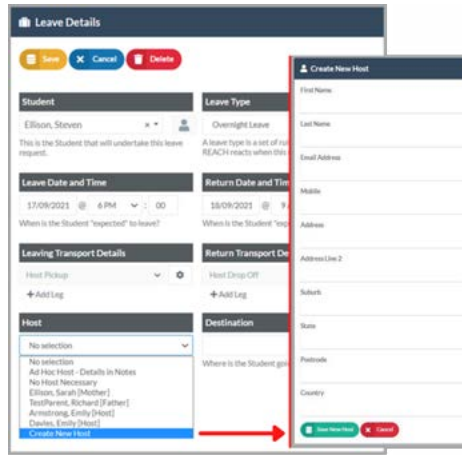 Leave Details
Save Cancel Delete
Student
Ellison, Steven
This is the Student that will undertake this leave
request.
Leave Type
Overnight Leave
A leave type is a set of rul
REACH reacts when this
Leave Date and Time
17/09/2021 @ 6 PM : 00
When is the Student "expected" to leave?
Return Date and Tim
18/09/2021 @ 9
When is the Student "exp
Leaving Transport Details
Host Pickup
+ Add Leg
Return Transport De
Host Drop Off
+ Add Leg
Host
No selection
No selection
Ad Hoc Host - Details in Notes
No Host Necessary
Ellison, Sarah [Mother]
TestParent, Richard [Father]
Armstrong, Emily [Host]
Davies, Emily [Host]
Create New Host
Destination
Where is the Student goi
Create New Host
First Name
Last Name
Email Address
Mobile
Address
Address Line 2
Suburb
State
Postcode
Country
Save New Host Cancel